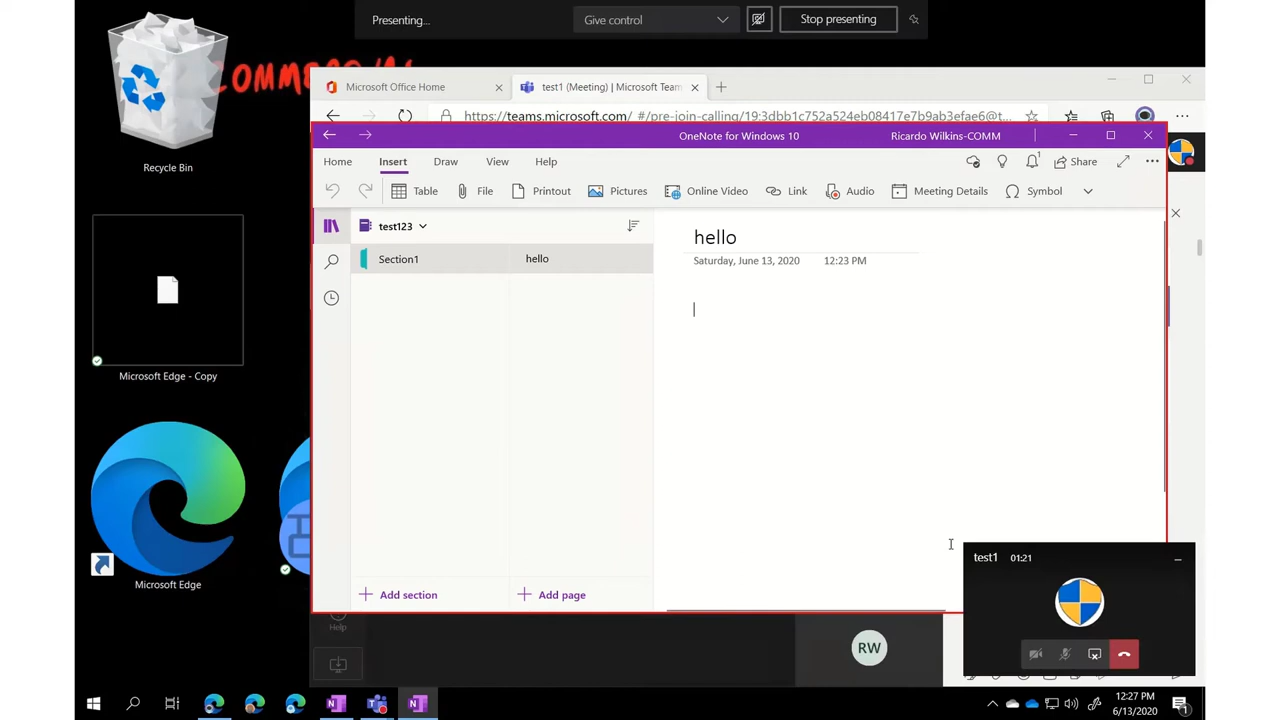 Presenting...
Give control
Stop presenting
Recycle Bin
Microsoft Office Home
test1 (Meeting) | Microsoft Team
https://teams.microsoft.com/_#/pre-join-calling/19:3dbb1c752a524eb08417e7b9ab3efae6@t...
OneNote for Windows 10
Ricardo Wilkins-COMM
Home
Insert
Draw
View
Help
1
Share
Table
File
Printout
Pictures
Online Video
Link
Audio
Meeting Details
Symbol
test123
hello
Saturday, June 13, 2020
12:23 PM
Section1
hello
Microsoft Edge - Copy
Microsoft Edge
Add section
Add page
test1
01:21
Help
RW
12:27 PM
6/13/2020
1